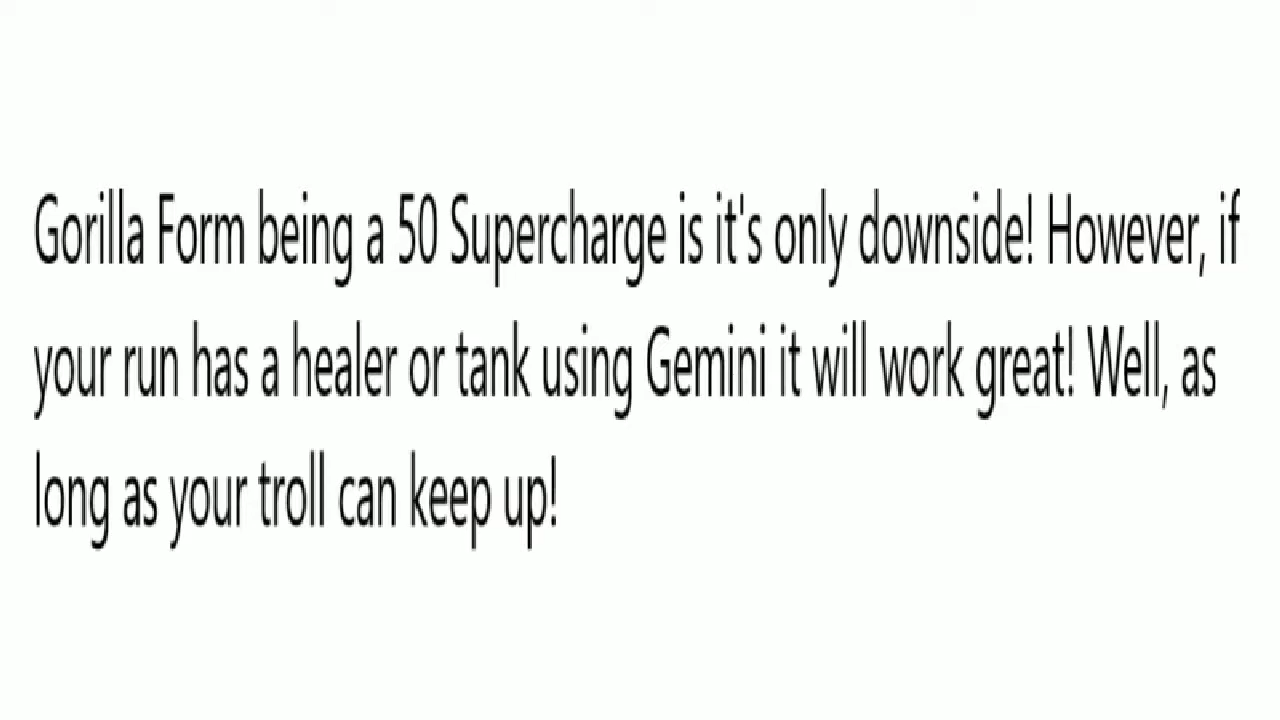 Gorilla Form being a 50 Supercharge is it's only downside! However, if
your run has a healer or tank using Gemini it will work great! Well, as
long as your troll can keep up!